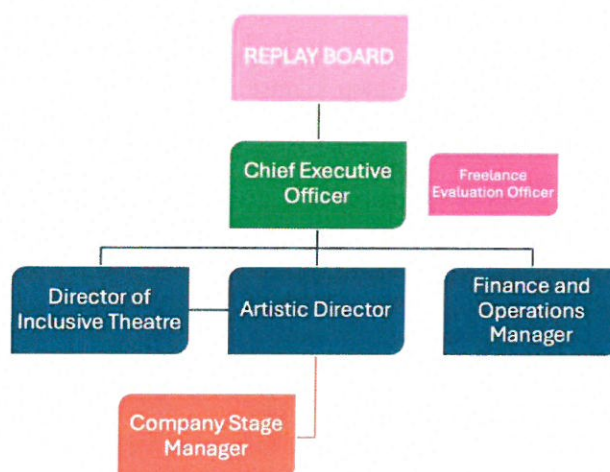 REPLAY BOARD
Chief Executive
Officer
Freelance
Evaluation Officer
Director of
Inclusive Theatre
Artistic Director
Finance and
Operations
Manager
Company Stage
Manager